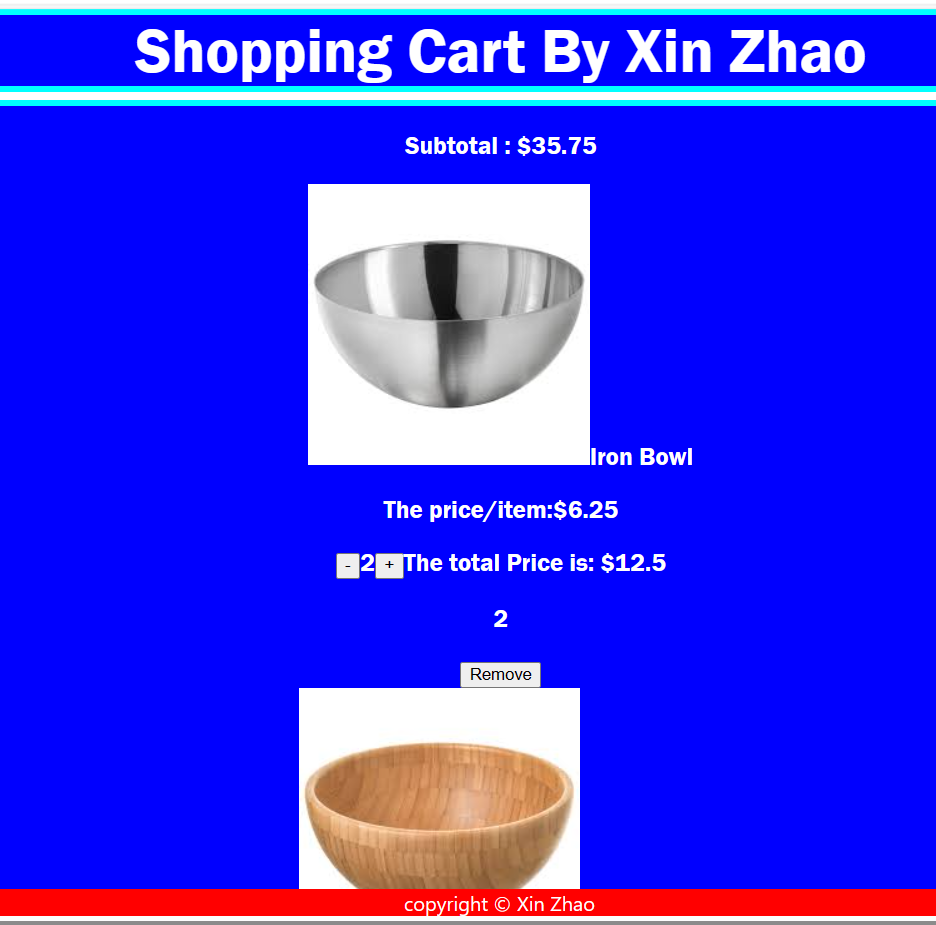 Shopping Cart By Xin Zhao
Subtotal : $35.75
Iron Bowl
The price/item:$6.25
- 2 + The total Price is: $12.5
2
Remove
copyright © Xin Zhao